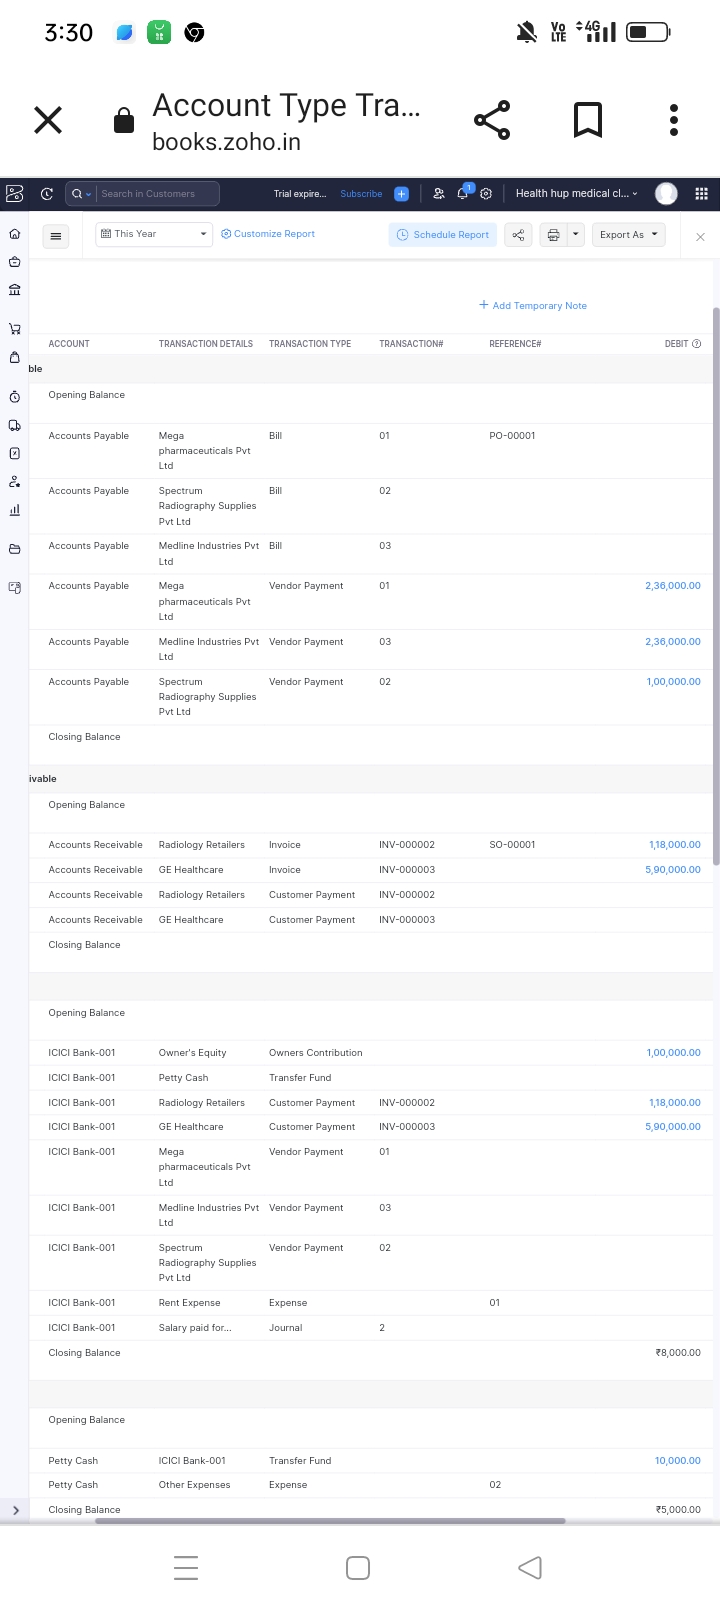 3:30
Vo LTE 4G
Account Type Tra...
books.zoho.in
Search in Customers
Trial expire...
Subscribe
1
Health hup medical cl...
This Year
Customize Report
Schedule Report
Export As
+ Add Temporary Note
ACCOUNT TRANSACTION DETAILS TRANSACTION TYPE TRANSACTION# REFERENCE# DEBIT
ble
Opening Balance
Accounts Payable Mega Bill 01 PO-00001
pharmaceuticals Pvt
Ltd
Accounts Payable Spectrum Bill 02
Radiography Supplies
Pvt Ltd
Accounts Payable Medline Industries Pvt Bill 03
Ltd
Accounts Payable Mega Vendor Payment 01 2,36,000.00
pharmaceuticals Pvt
Ltd
Accounts Payable Medline Industries Pvt Vendor Payment 03 2,36,000.00
Ltd
Accounts Payable Spectrum Vendor Payment 02 1,00,000.00
Radiography Supplies
Pvt Ltd
Closing Balance
ivable
Opening Balance
Accounts Receivable Radiology Retailers Invoice INV-000002 SO-00001 1,18,000.00
Accounts Receivable GE Healthcare Invoice INV-000003 5,90,000.00
Accounts Receivable Radiology Retailers Customer Payment INV-000002
Accounts Receivable GE Healthcare Customer Payment INV-000003
Closing Balance
Opening Balance
ICICI Bank-001 Owner's Equity Owners Contribution 1,00,000.00
ICICI Bank-001 Petty Cash Transfer Fund
ICICI Bank-001 Radiology Retailers Customer Payment INV-000002 1,18,000.00
ICICI Bank-001 GE Healthcare Customer Payment INV-000003 5,90,000.00
ICICI Bank-001 Mega Vendor Payment 01
pharmaceuticals Pvt
Ltd
ICICI Bank-001 Medline Industries Pvt Vendor Payment 03
Ltd
ICICI Bank-001 Spectrum Vendor Payment 02
Radiography Supplies
Pvt Ltd
ICICI Bank-001 Rent Expense Expense 01
ICICI Bank-001 Salary paid for... Journal 2
Closing Balance ₹8,000.00
Opening Balance
Petty Cash ICICI Bank-001 Transfer Fund 10,000.00
Petty Cash Other Expenses Expense 02
Closing Balance ₹5,000.00